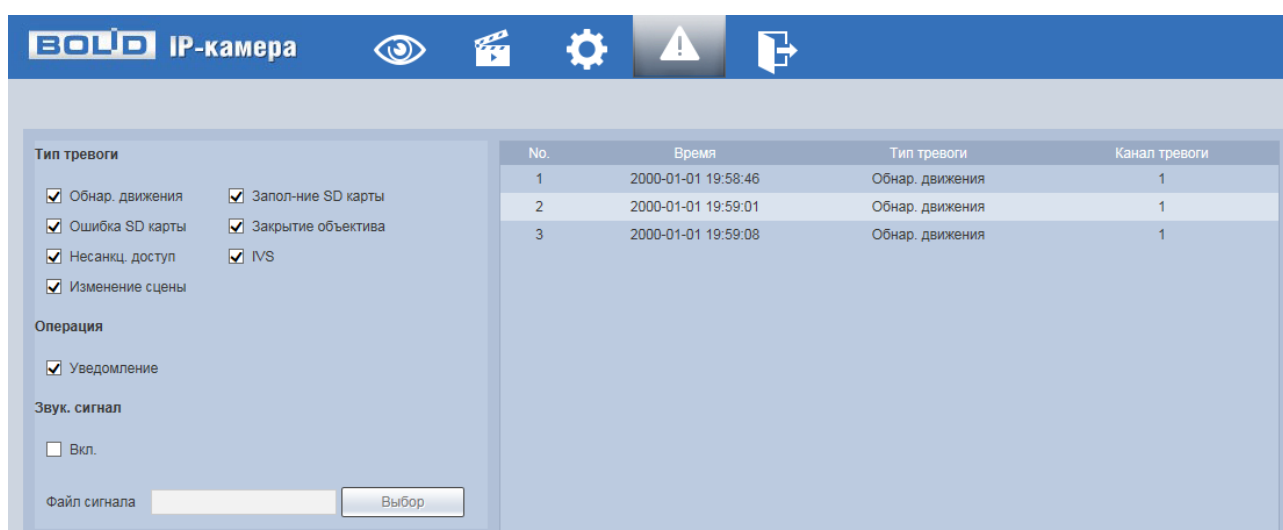 BOLID IP-камера
Тип тревоги
Обнар. движения Запол-ние SD карты
Ошибка SD карты Закрытие объектива
Несанкц. доступ IVS
Изменение сцены
Операция
Уведомление
Звук. сигнал
Вкл.
Файл сигнала Выбор
No. Время Тип тревоги Канал тревоги
1 2000-01-01 19:58:46 Обнар. движения 1
2 2000-01-01 19:59:01 Обнар. движения 1
3 2000-01-01 19:59:08 Обнар. движения 1